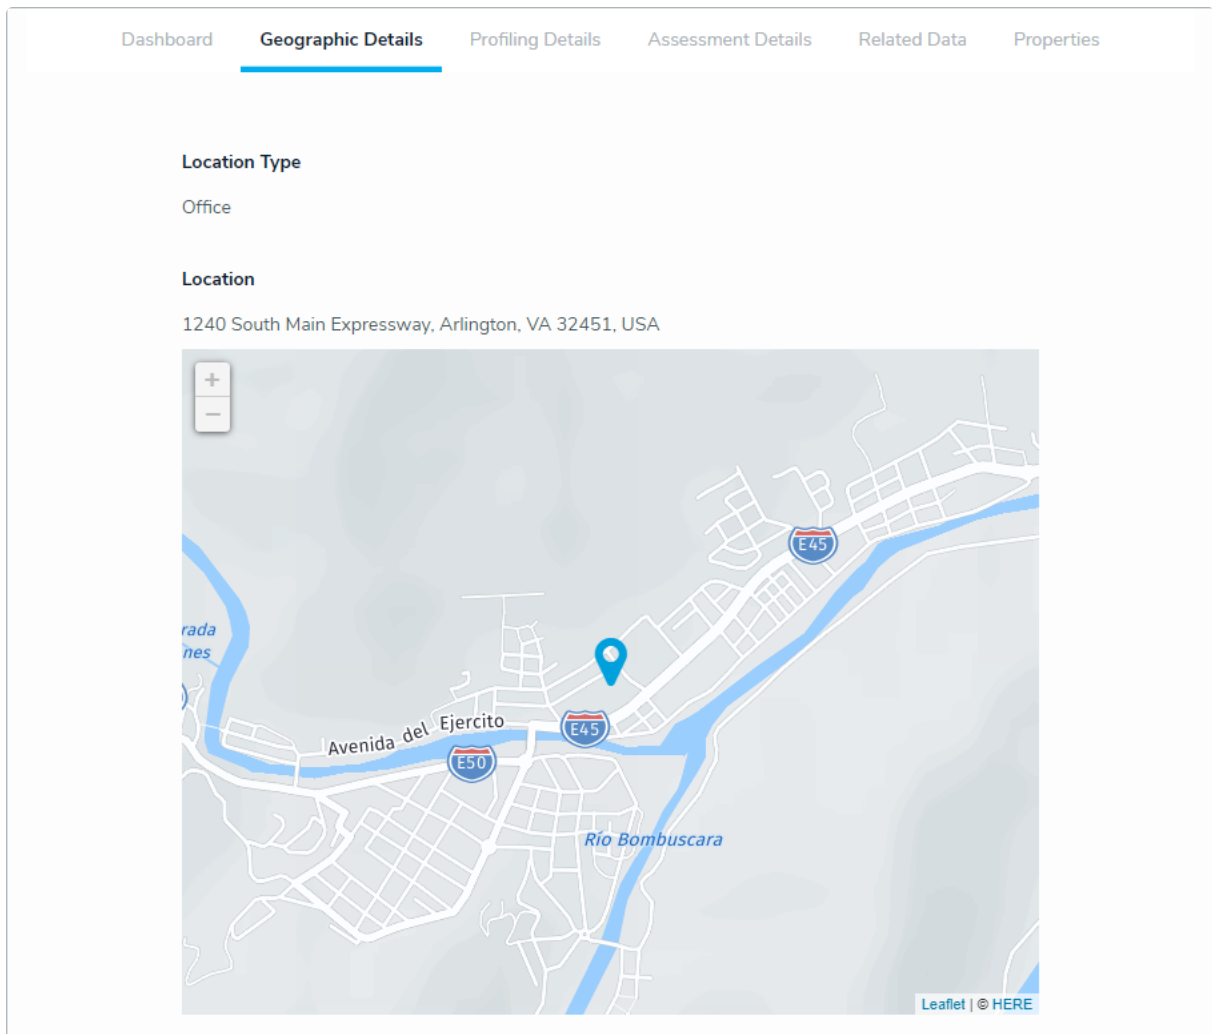 Dashboard Geographic Details Profiling Details Assessment Details Related Data Properties
Location Type
Office
Location
1240 South Main Expressway, Arlington, VA 32451, USA
+
−
E45
rada
nes
Avenida del Ejercito
E45
E50
Río Bombuscara
Leaflet | © HERE